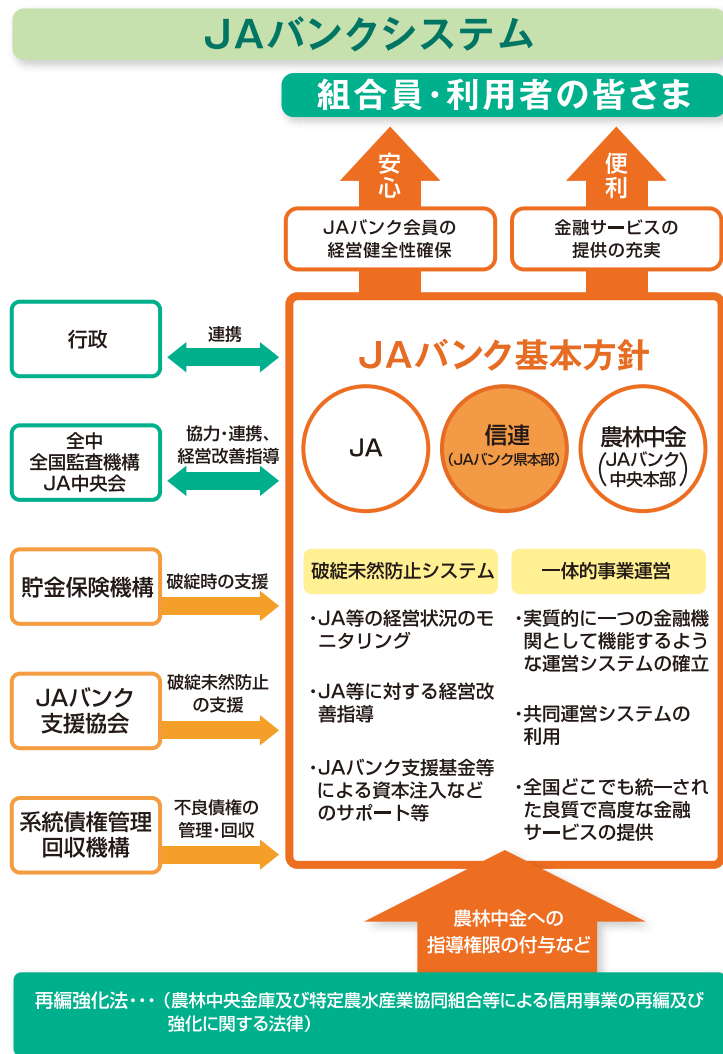 JAバンクシステム
組合員・利用者の皆さま
安心
便利
JAバンク会員の
経営健全性確保
金融サービスの
提供の充実
行政
連携
全中
全国監査機構
JA中央会
協力・連携、
経営改善指導
貯金保険機構
破綻時の支援
JAバンク
支援協会
破綻未然防止
の支援
系統債権管理
回収機構
不良債権の
管理・回収
JAバンク基本方針
JA
信連
(JAバンク県本部)
農林中金
(JAバンク
中央本部)
破綻未然防止システム
・JA等の経営状況のモ
ニタリング
・JA等に対する経営改
善指導
・JAバンク支援基金等
による資本注入など
のサポート等
一体的事業運営
・実質的に一つの金融機
関として機能するよう
な運営システムの確立
・共同運営システムの
利用
・全国どこでも統一され
た良質で高度な金融
サービスの提供
農林中金への
指導権限の付与など
再編強化法・・・(農林中央金庫及び特定農水産業協同組合等による信用事業の再編及び
強化に関する法律)